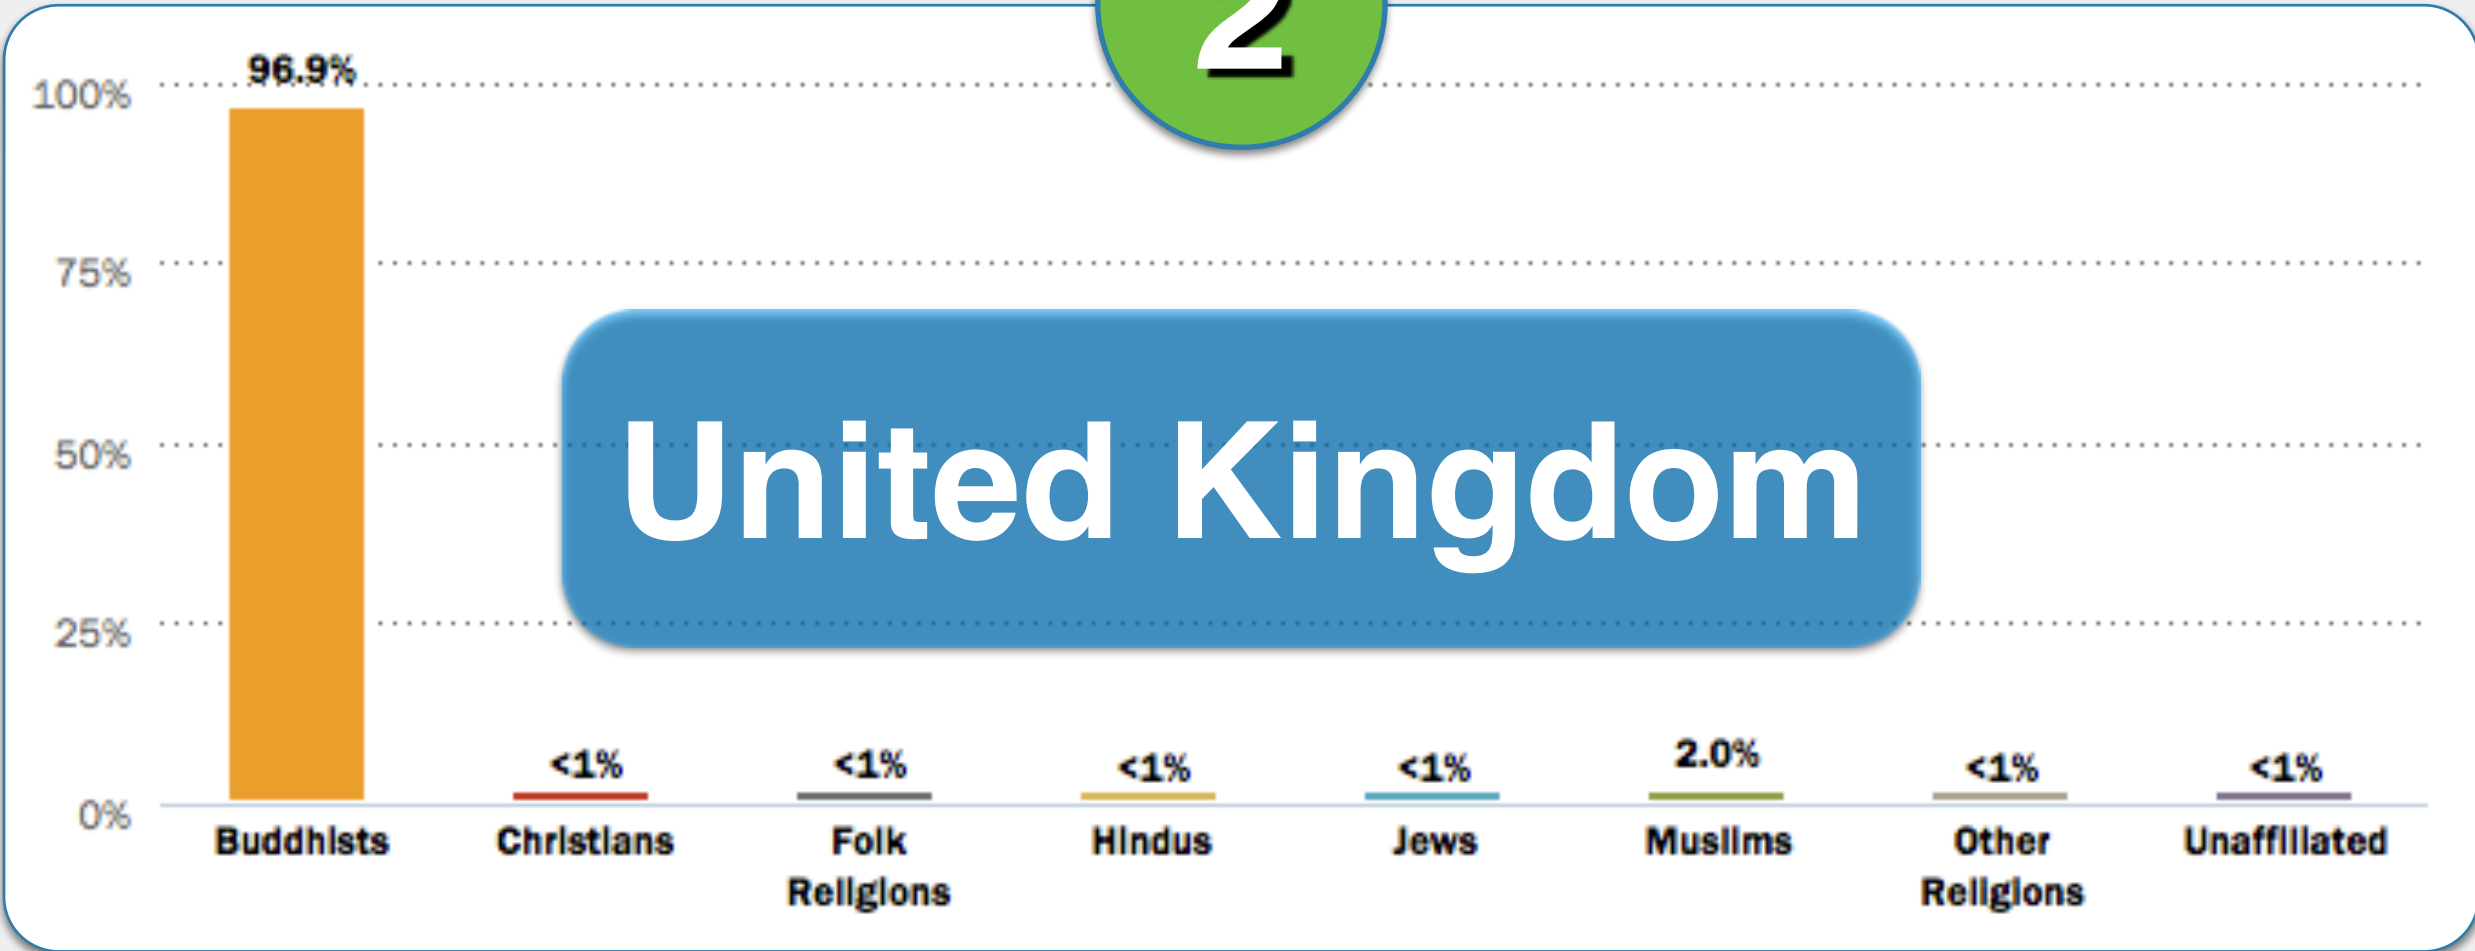 2
96.9%
100%
75%
50%
25%
0%
United Kingdom
<1%
<1%
<1%
<1%
2.0%
<1%
<1%
Buddhists
Christians
Folk
Religions
Hindus
Jews
Muslims
Other
Religions
Unaffiliated